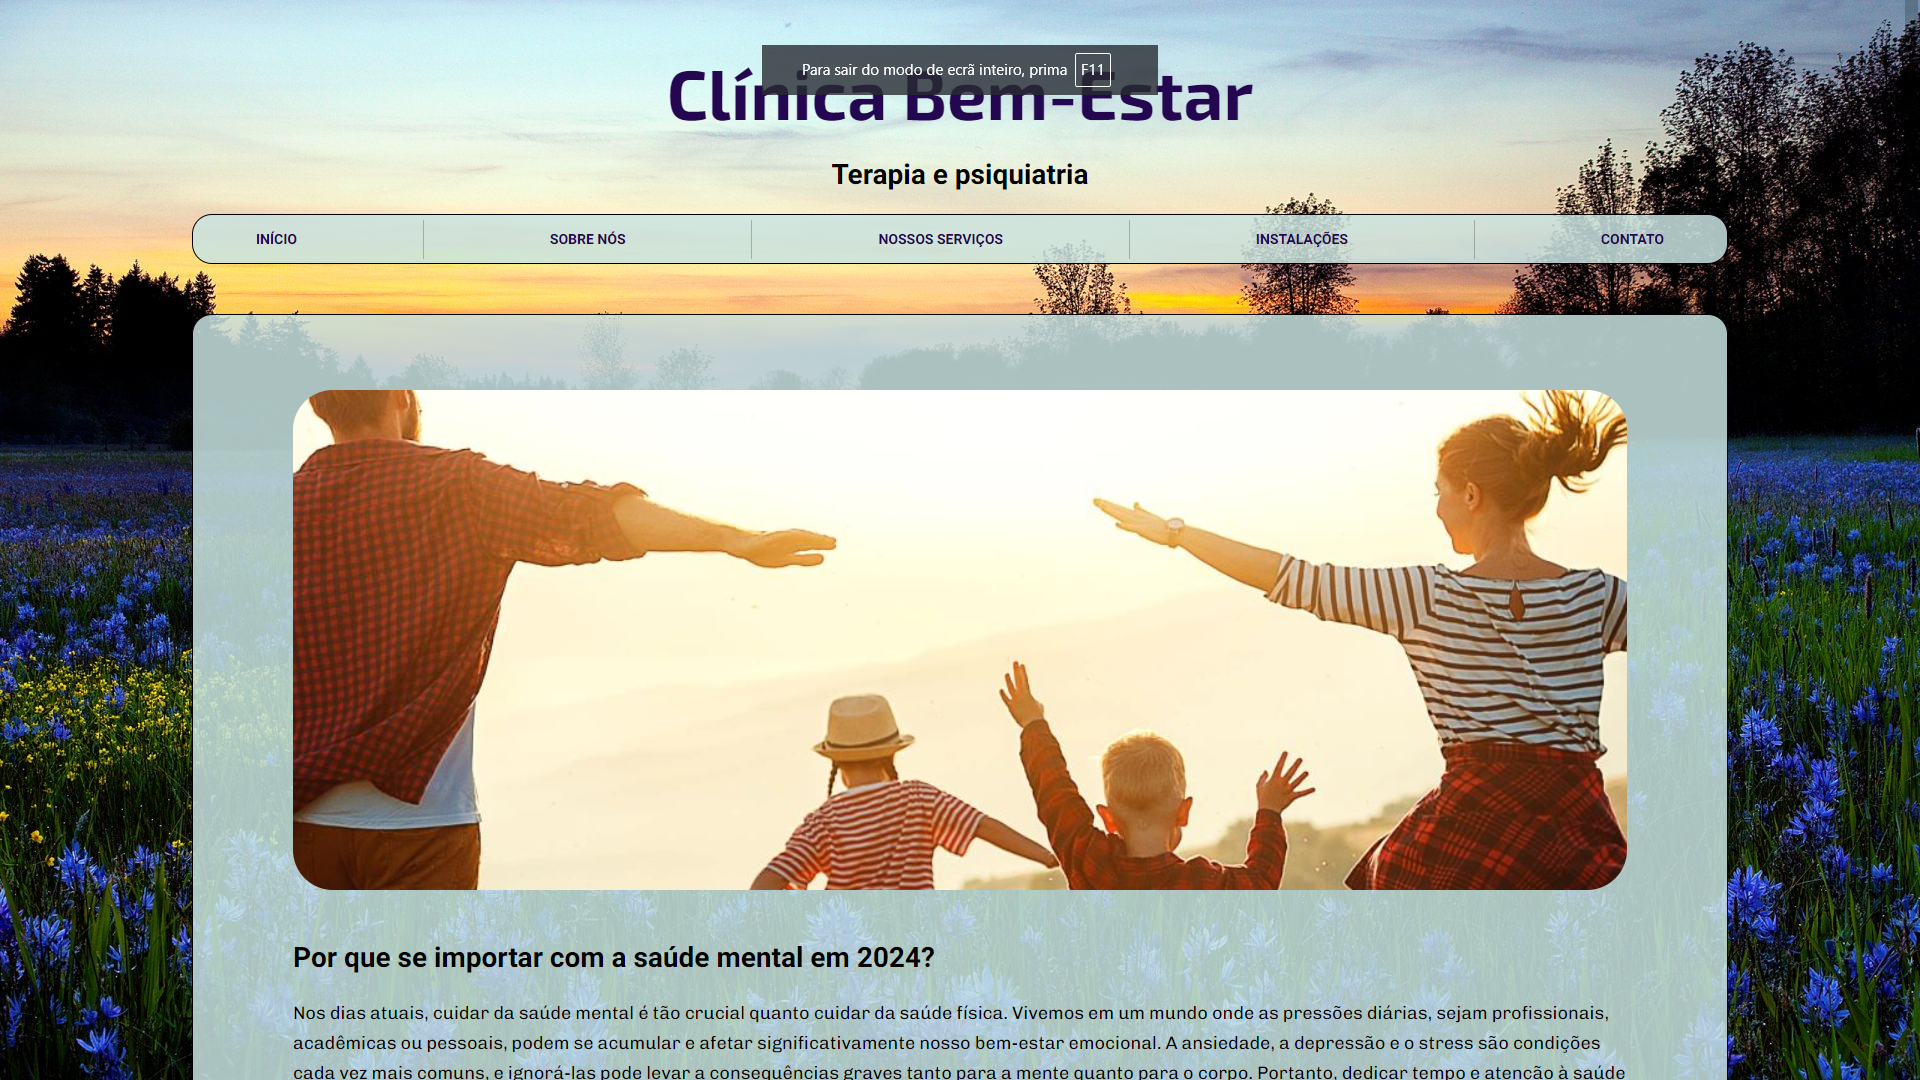 Para sair do modo de ecrã inteiro, prima F11
Clínica Bem-Estar
Terapia e psiquiatria
INÍCIO
SOBRE NÓS
NOSSOS SERVIÇOS
INSTALAÇÕES
CONTATO
Por que se importar com a saúde mental em 2024?
Nos dias atuais, cuidar da saúde mental é tão crucial quanto cuidar da saúde física. Vivemos em um mundo onde as pressões diárias, sejam profissionais,
acadêmicas ou pessoais, podem se acumular e afetar significativamente nosso bem-estar emocional. A ansiedade, a depressão e o stress são condições
cada vez mais comuns, e ignorá-las pode levar a consequências graves tanto para a mente quanto para o corpo. Portanto, dedicar tempo e atenção à saúde